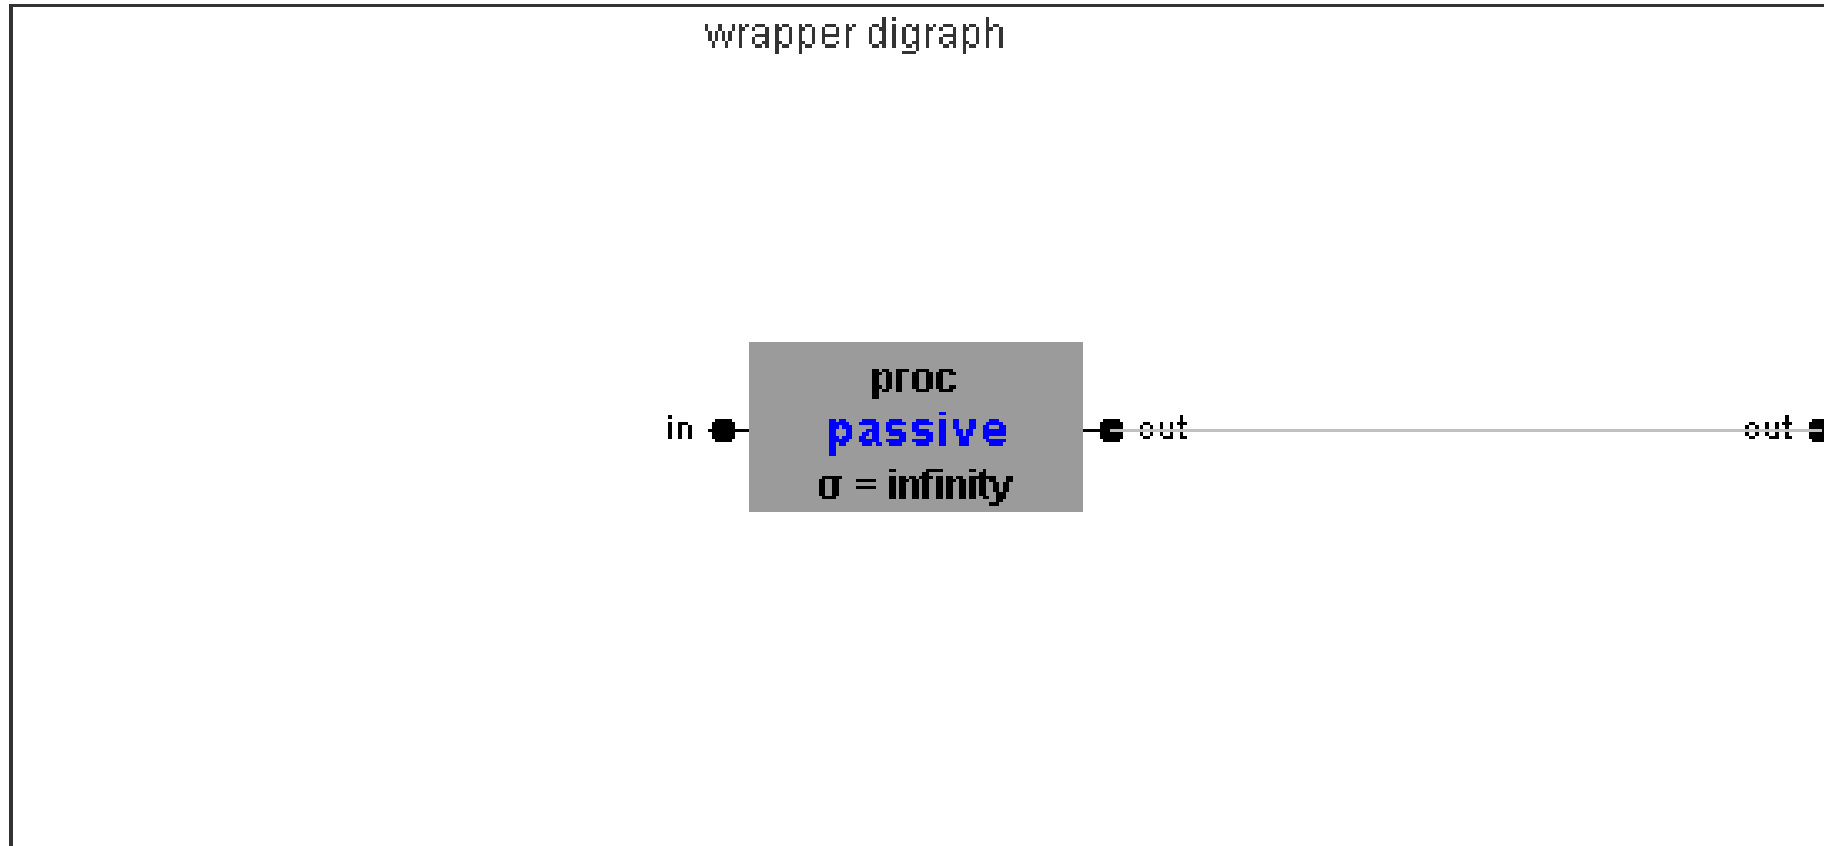 wrapper digraph
proc
in
passive
out
out
σ = infinity